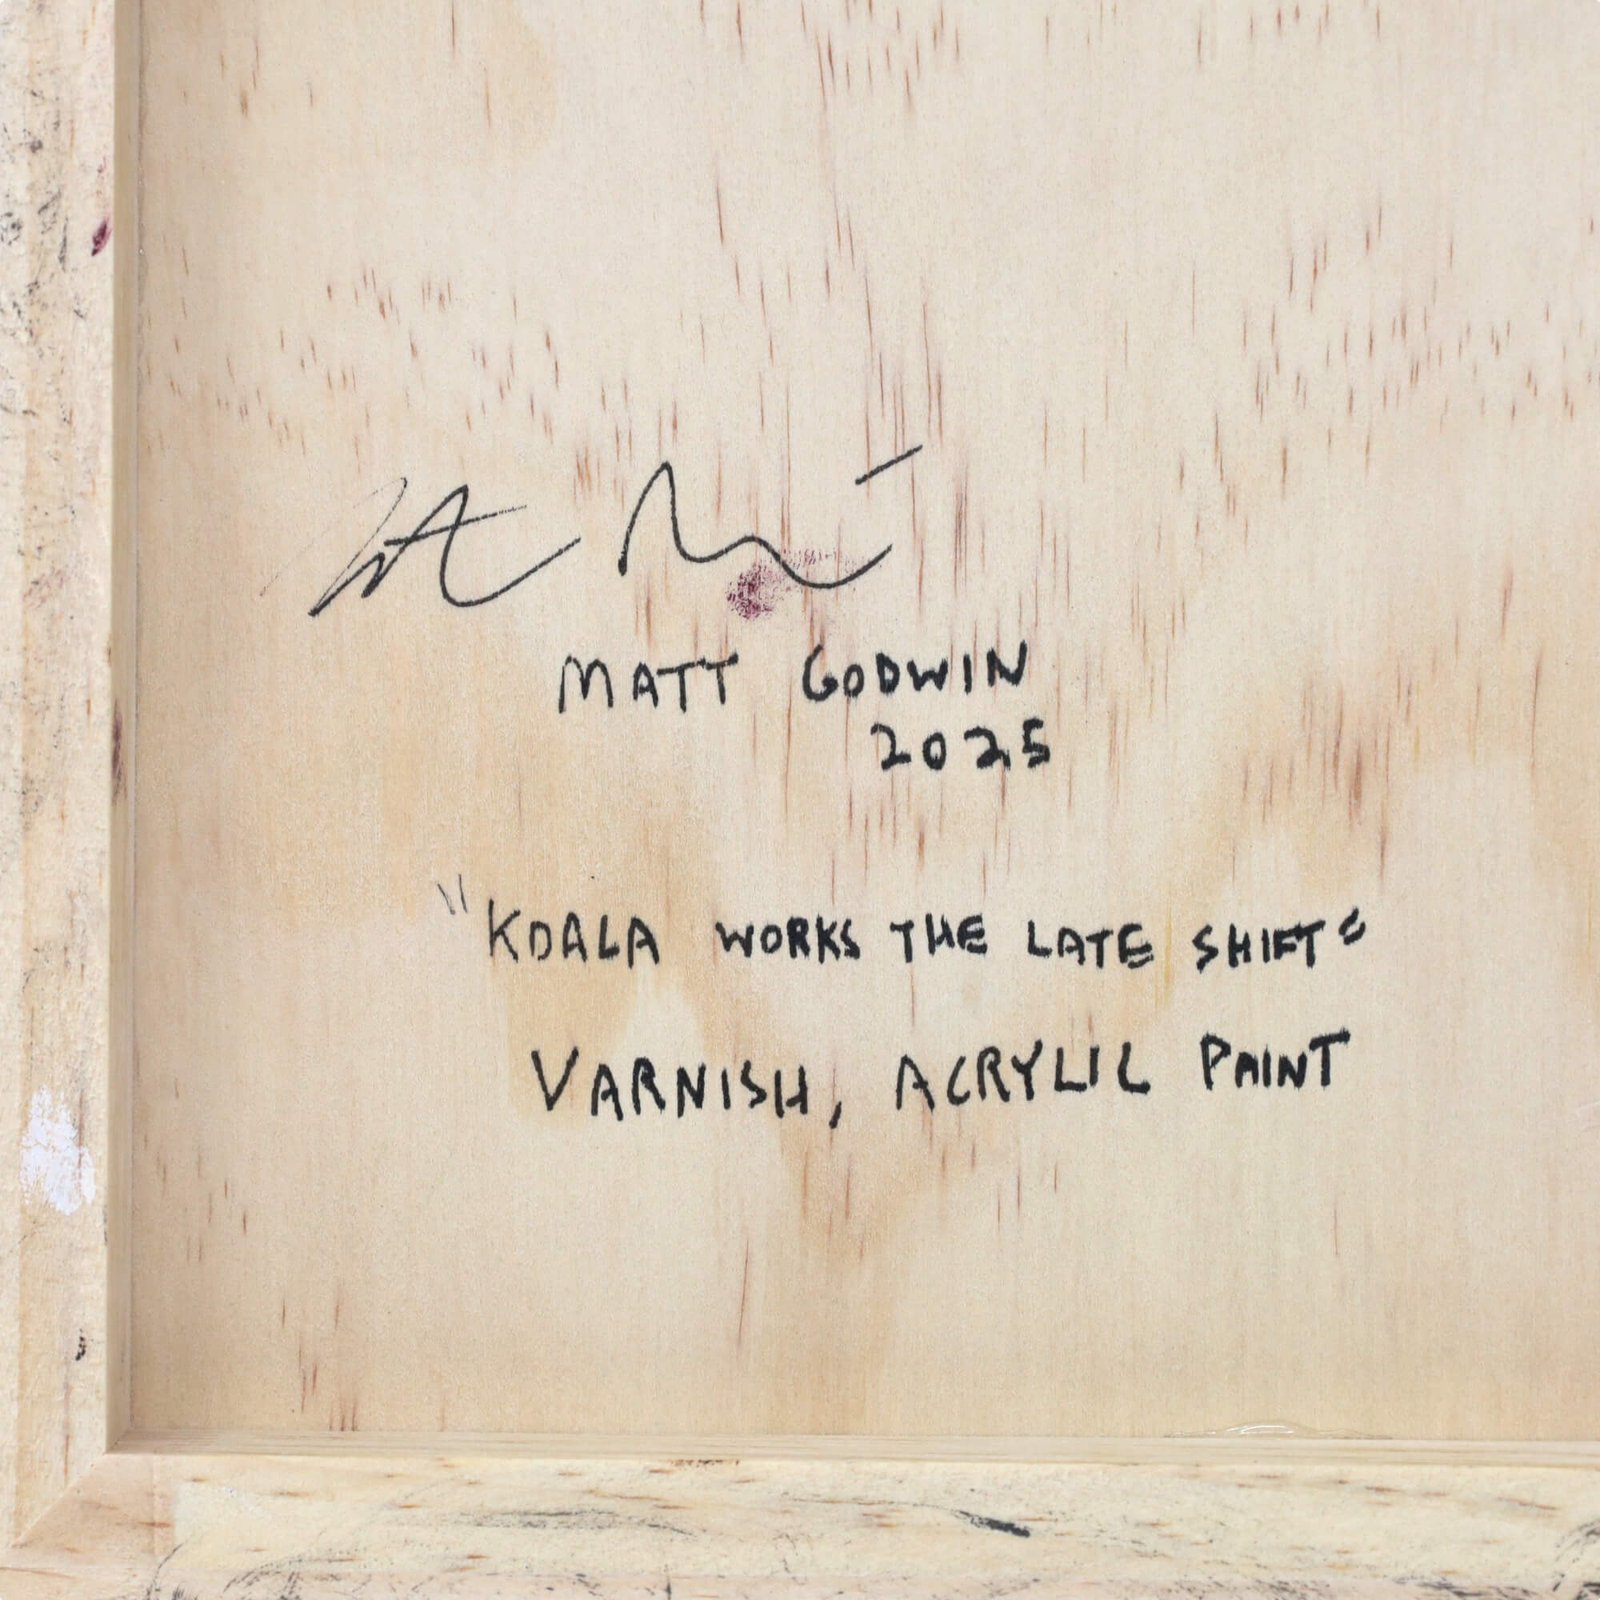 MATT GODWIN
2025
"KOALA WORKS THE LATE SHIFT"
VARNISH, ACRYLIC PAINT